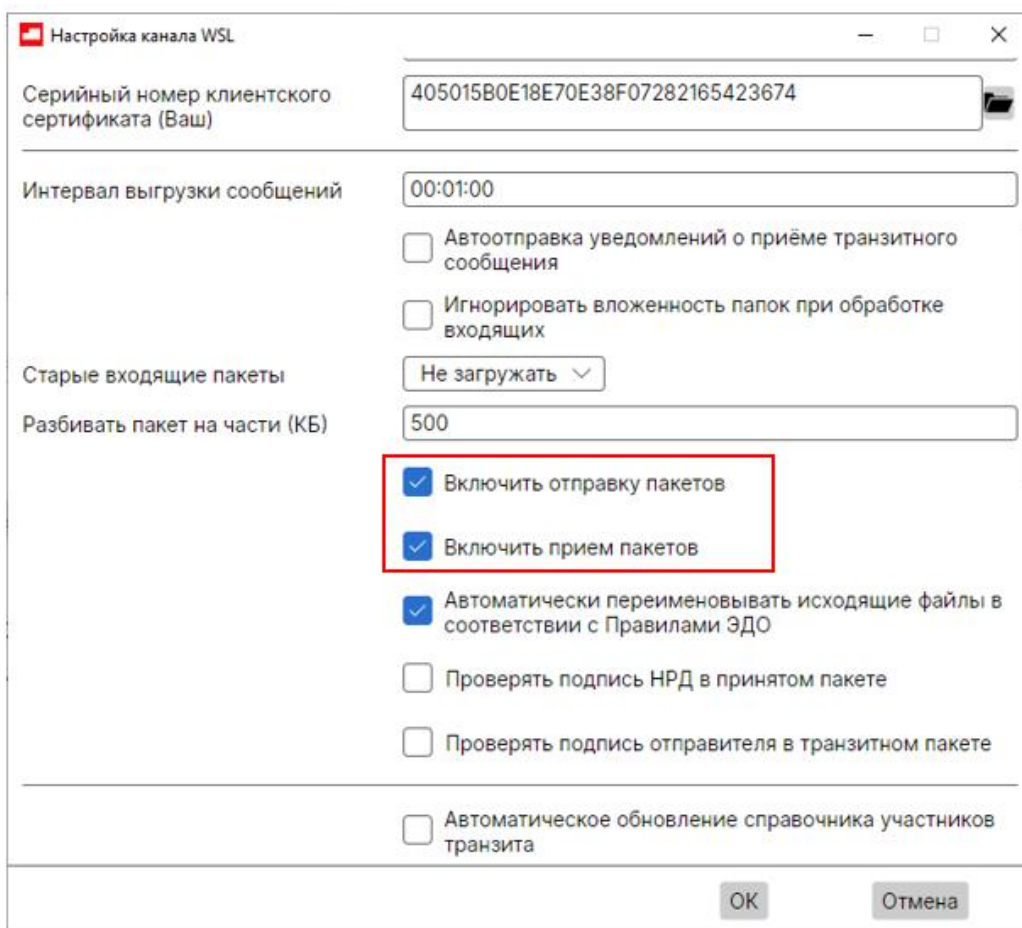 Настройка канала WSL
Серийный номер клиентского
сертификата (Ваш)
405015B0E18E70E38F07282165423674
Интервал выгрузки сообщений
00:01:00
Автоотправка уведомлений о приёме транзитного
сообщения
Игнорировать вложенность папок при обработке
входящих
Старые входящие пакеты
Не загружать
Разбивать пакет на части (КБ)
500
Включить отправку пакетов
Включить прием пакетов
Автоматически переименовывать исходящие файлы в
соответствии с Правилами ЭДО
Проверять подпись НРД в принятом пакете
Проверять подпись отправителя в транзитном пакете
Автоматическое обновление справочника участников
транзита
ОК
Отмена